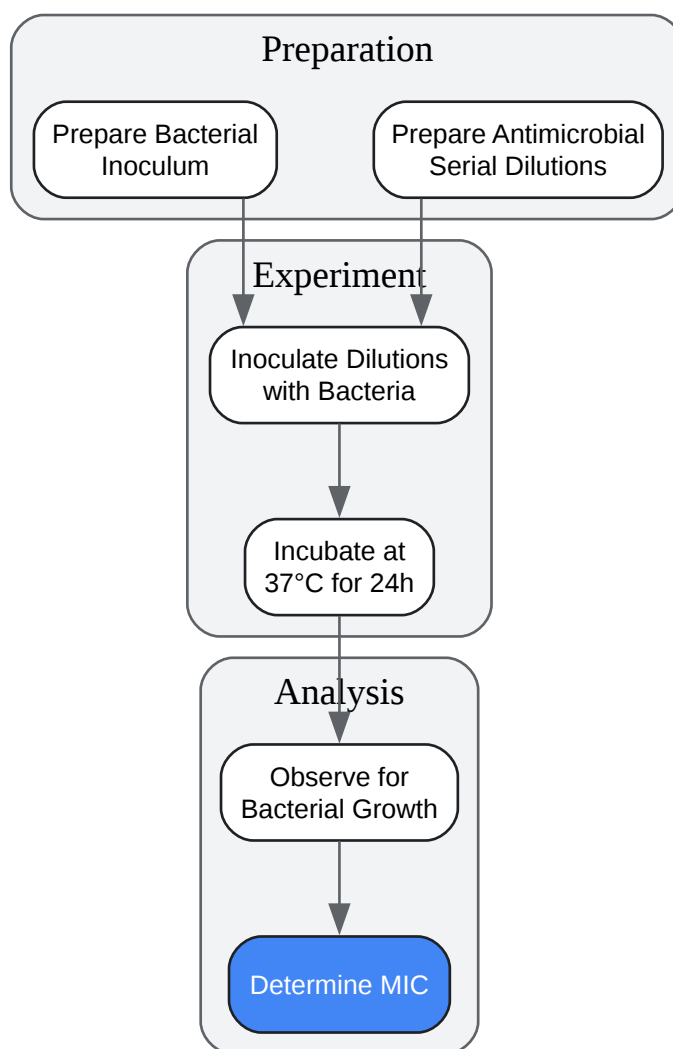 Preparation
Prepare Bacterial
Inoculum
Prepare Antimicrobial
Serial Dilutions
Experiment
Inoculate Dilutions
with Bacteria
Incubate at
37°C for 24h
Analysis
Observe for
Bacterial Growth
Determine MIC